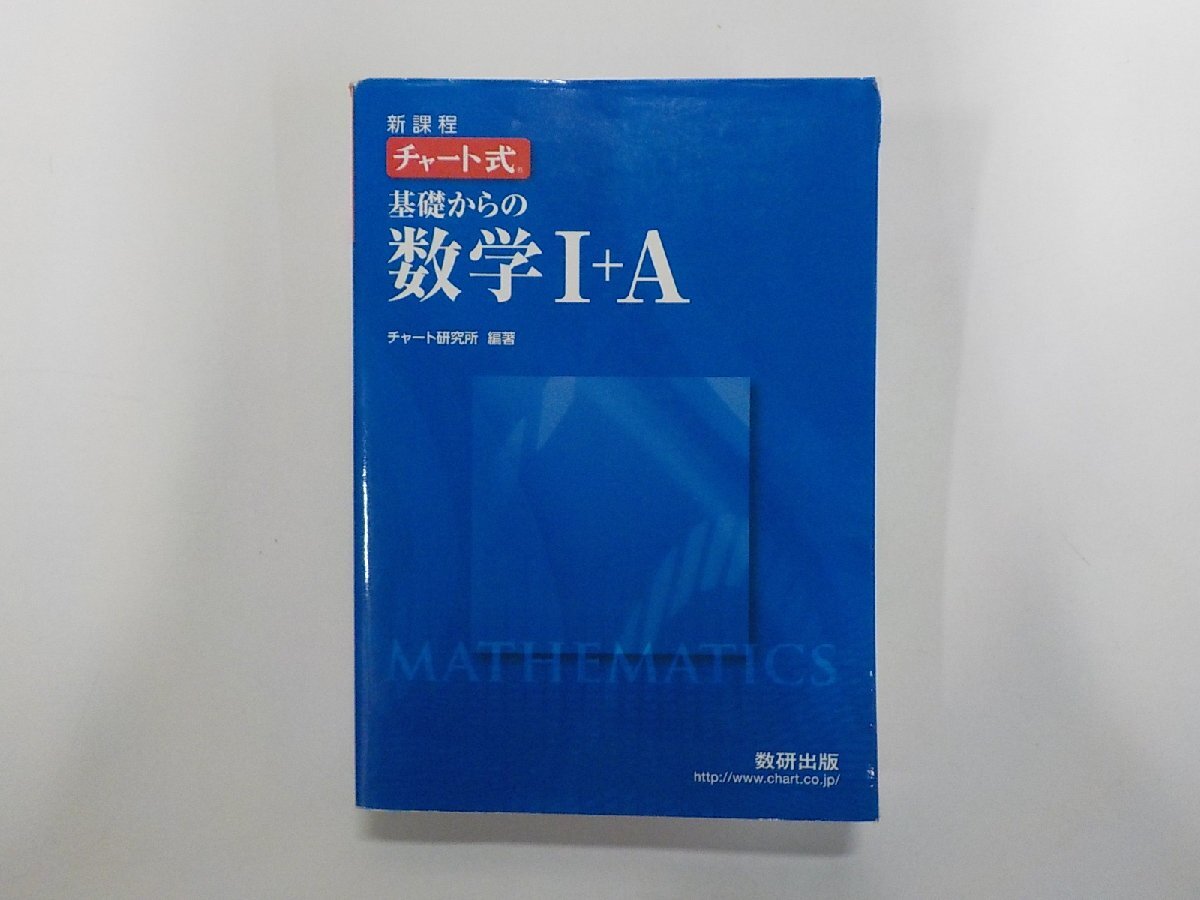 新課程
チャート式®
基礎からの
数学I+A
チャート研究所 編著
MATHEMATICS
数研出版
http://www.chart.co.jp/